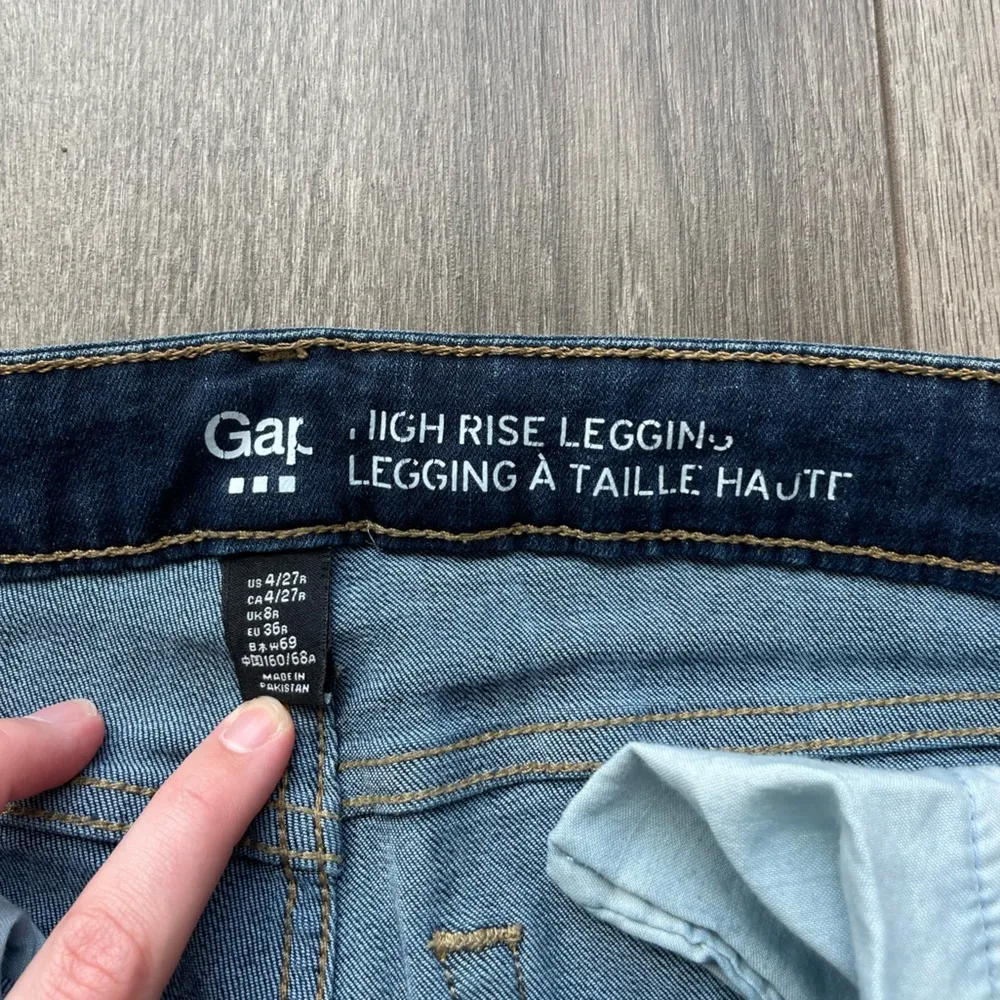 Gap
HIGH RISE LEGGING
LEGGING À TAILLE HAUTE
US 4/27R
CA 4/27R
UK 8R
EU 36R
日本 W69
中国 160/68A
MADE IN
PAKISTAN